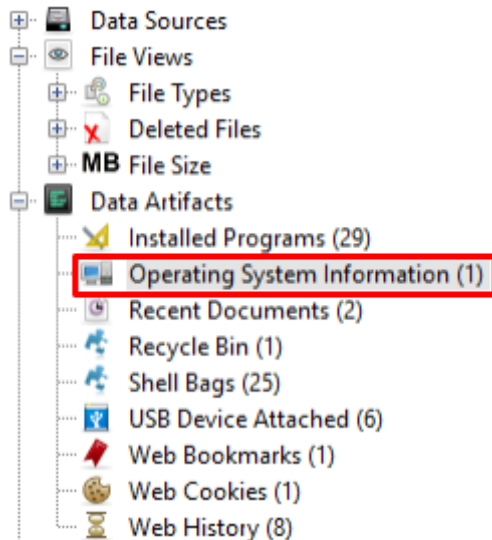 Data Sources
File Views
File Types
Deleted Files
MB File Size
Data Artifacts
Installed Programs (29)
Operating System Information (1)
Recent Documents (2)
Recycle Bin (1)
Shell Bags (25)
USB Device Attached (6)
Web Bookmarks (1)
Web Cookies (1)
Web History (8)